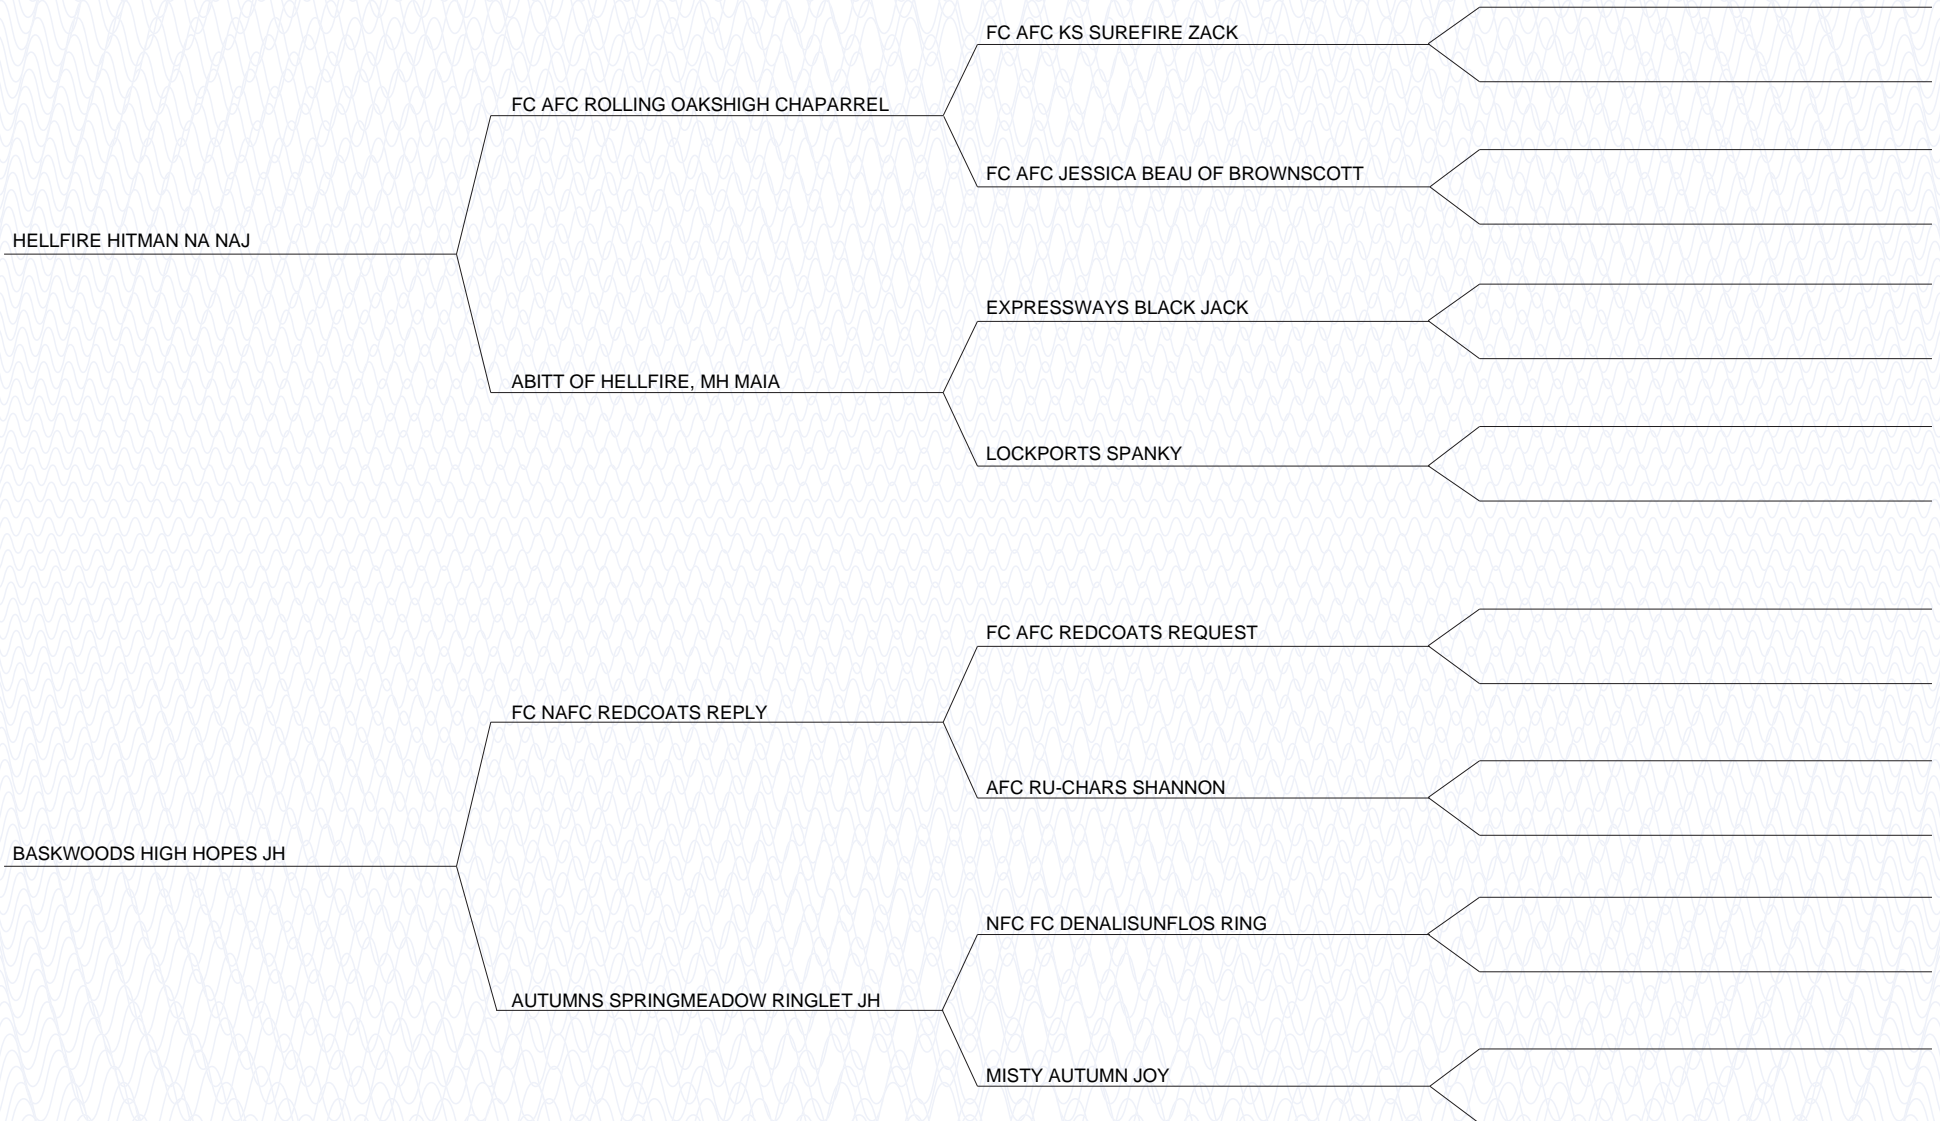 FC AFC KS SUREFIRE ZACK
FC AFC ROLLING OAKSHIGH CHAPARREL
FC AFC JESSICA BEAU OF BROWNSCOTT
HELLFIRE HITMAN NA NAJ
EXPRESSWAYS BLACK JACK
ABITT OF HELLFIRE, MH MAIA
LOCKPORTS SPANKY
FC AFC REDCOATS REQUEST
FC NAFC REDCOATS REPLY
AFC RU-CHARS SHANNON
BASKWOODS HIGH HOPES JH
NFC FC DENALISUNFLOS RING
AUTUMNS SPRINGMEADOW RINGLET JH
MISTY AUTUMN JOY